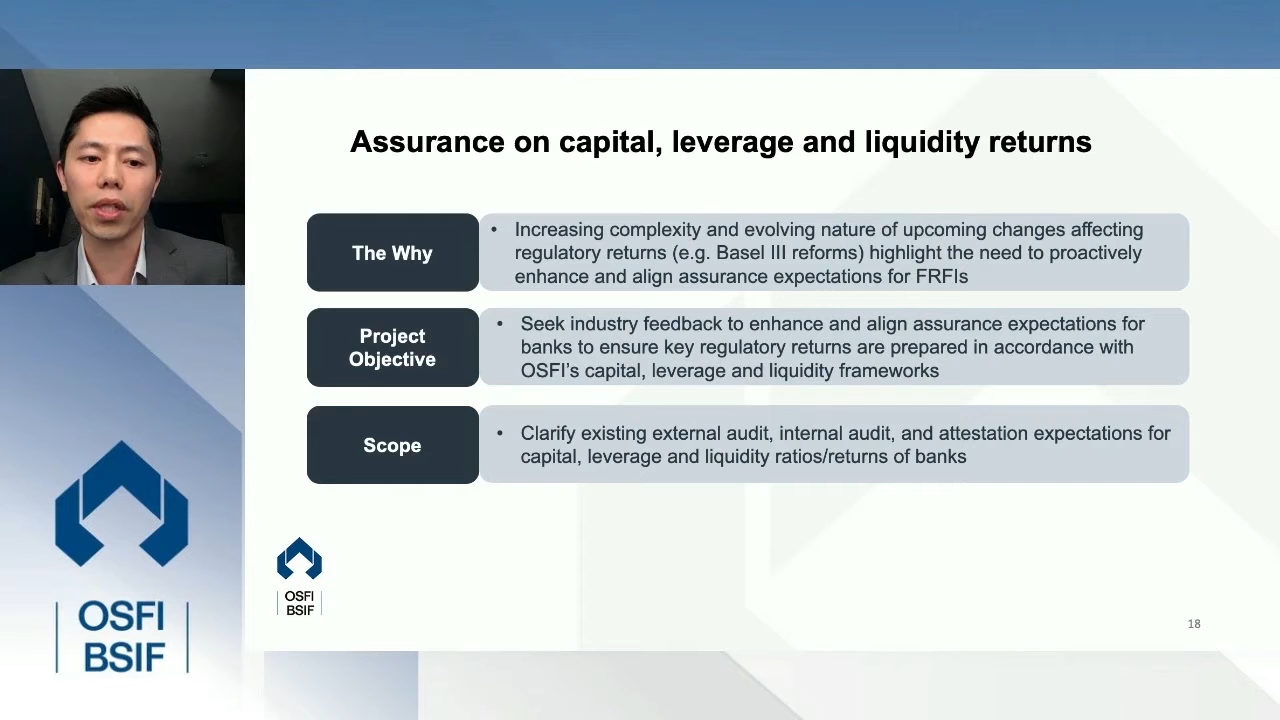 Assurance on capital, leverage and liquidity returns
The Why
• Increasing complexity and evolving nature of upcoming changes affecting
regulatory returns (e.g. Basel III reforms) highlight the need to proactively
enhance and align assurance expectations for FRFIs
Project
Objective
• Seek industry feedback to enhance and align assurance expectations for
banks to ensure key regulatory returns are prepared in accordance with
OSFI’s capital, leverage and liquidity frameworks
Scope
• Clarify existing external audit, internal audit, and attestation expectations for
capital, leverage and liquidity ratios/returns of banks
OSFI
BSIF
OSFI
BSIF
18